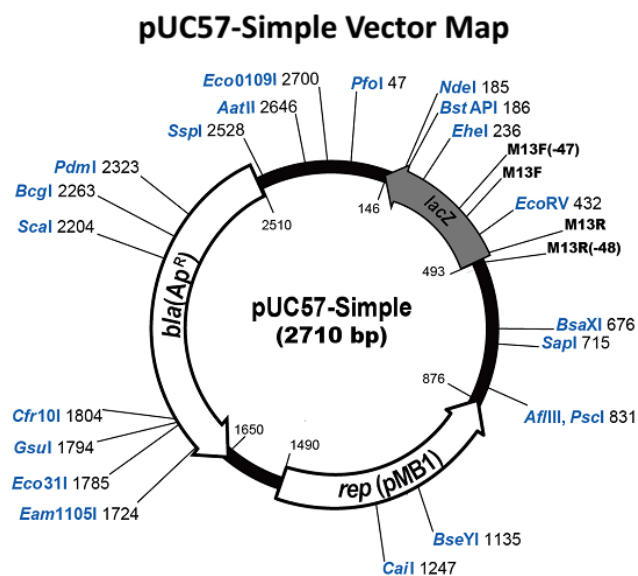 pUC57-Simple Vector Map
Eco0109I 2700
PfoI 47
AatII 2646
SspI 2528
NdeI 185
BstAPI 186
EheI 236
M13F(-47)
M13F
EcoRV 432
M13R
M13R(-48)
PdmI 2323
BcgI 2263
ScaI 2204
2510
146
lacZ
493
bla(ApR)
pUC57-Simple
(2710 bp)
BsaXI 676
SapI 715
876
AflIII, PscI 831
Cfr10I 1804
GsuI 1794
Eco31I 1785
Eam1105I 1724
1650
1490
rep (pMB1)
BseYI 1135
CaiI 1247